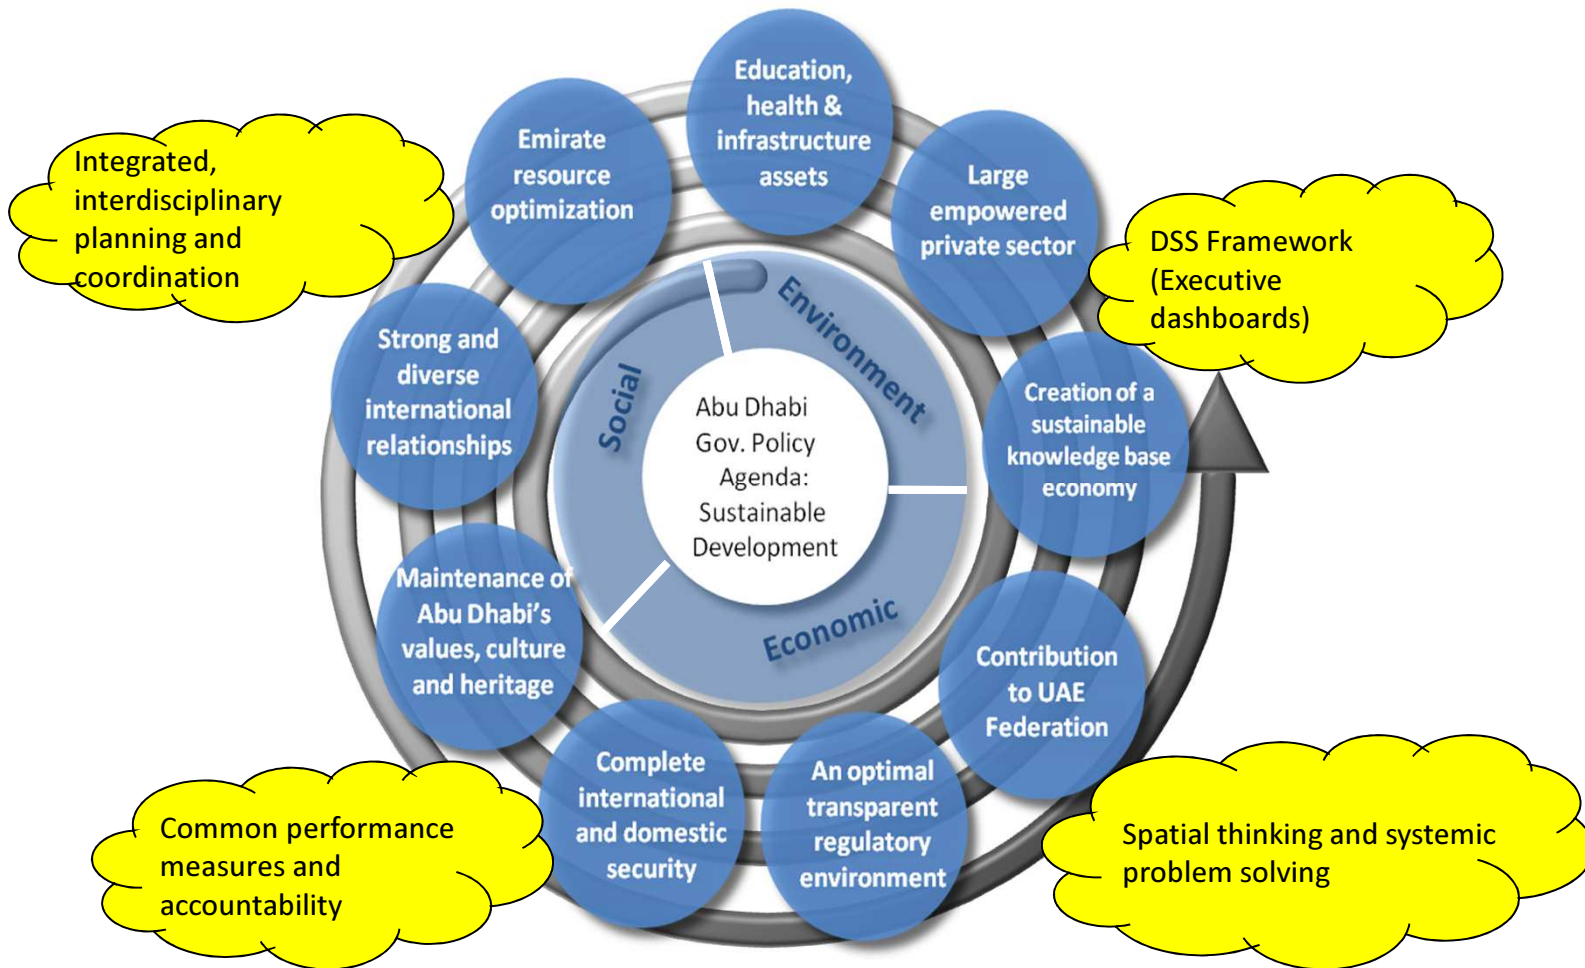 Education,
health &
infrastructure
assets
Emirate
resource
optimization
Large
empowered
private sector
Integrated,
interdisciplinary
planning and
coordination
DSS Framework
(Executive
dashboards)
Strong and
diverse
international
relationships
Social
Environment
Economic
Abu Dhabi
Gov. Policy
Agenda:
Sustainable
Development
Creation of a
sustainable
knowledge base
economy
Maintenance of
Abu Dhabi's
values, culture
and heritage
Contribution
to UAE
Federation
Complete
international
and domestic
security
An optimal
transparent
regulatory
environment
Common performance
measures and
accountability
Spatial thinking and systemic
problem solving